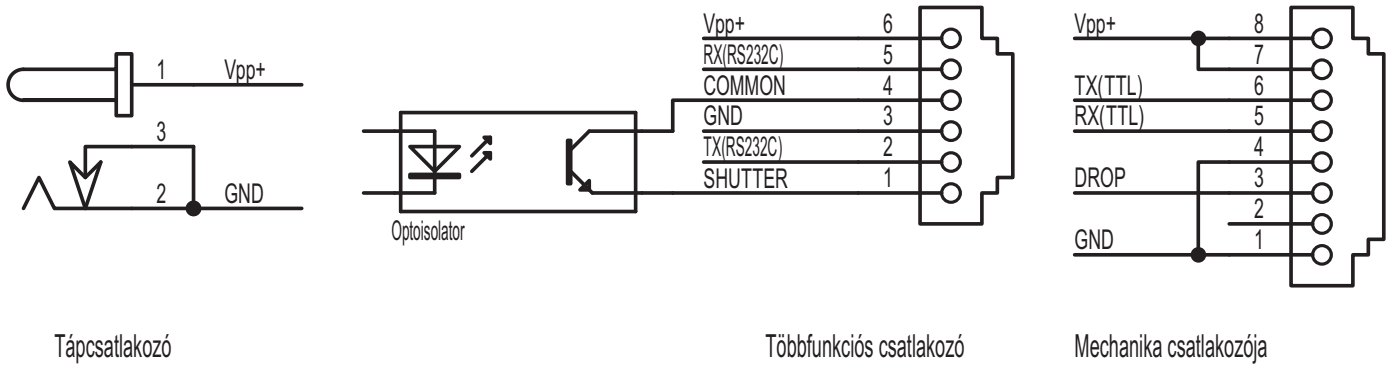 1 Vpp+
3
2 GND
Optoisolator
Vpp+ 6
RX(RS232C) 5
COMMON 4
GND 3
TX(RS232C) 2
SHUTTER 1
Vpp+ 8
7
TX(TTL) 6
RX(TTL) 5
4
DROP 3
2
GND 1
Tápcsatlakozó
Többfunkciós csatlakozó
Mechanika csatlakozója